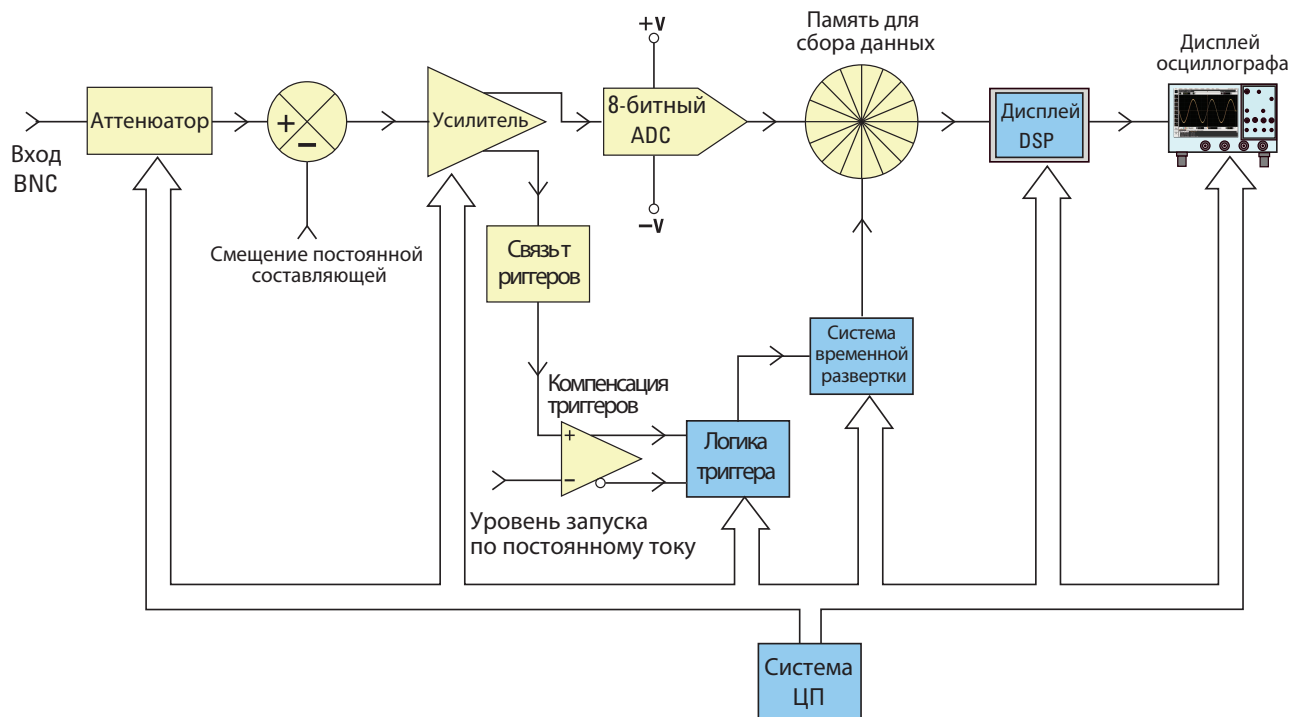 Вход
BNC
Аттенюатор
+
−
Смещение постоянной
составляющей
Усилитель
+V
8-битный
ADC
−V
Память для
сбора данных
Дисплей
DSP
Дисплей
осциллографа
Связь т
риггеров
Компенсация
триггеров
+
−
Уровень запуска
по постоянному току
Логика
триггера
Система
временной
развертки
Система
ЦП